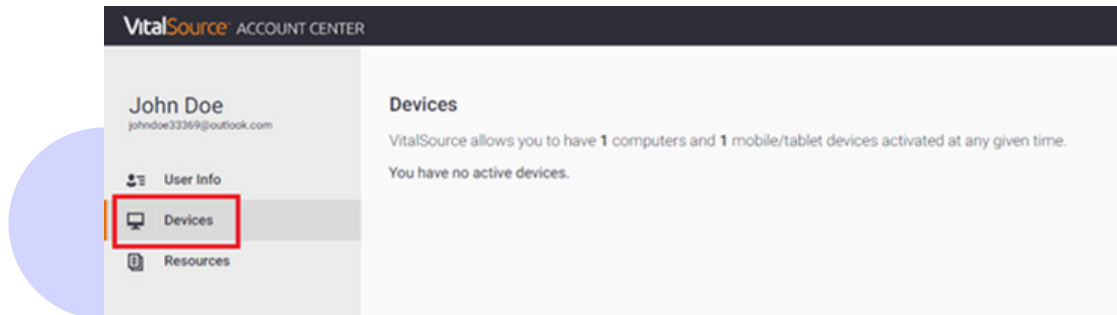 VitalSource ACCOUNT CENTER
John Doe
johndoe33369@outlook.com
User Info
Devices
Resources
Devices
VitalSource allows you to have 1 computers and 1 mobile/tablet devices activated at any given time.
You have no active devices.